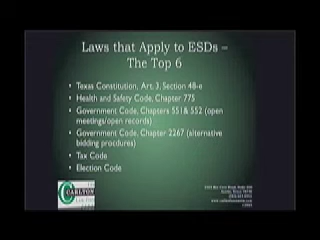 Laws that Apply to ESDs –
The Top 6
• Texas Constitution, Art. 3, Section 48-e
• Health and Safety Code, Chapter 775
• Government Code, Chapters 551& 552 (open
meetings/open records)
• Government Code, Chapter 2267 (alternative
bidding procdures)
• Tax Code
• Election Code
CARLTON